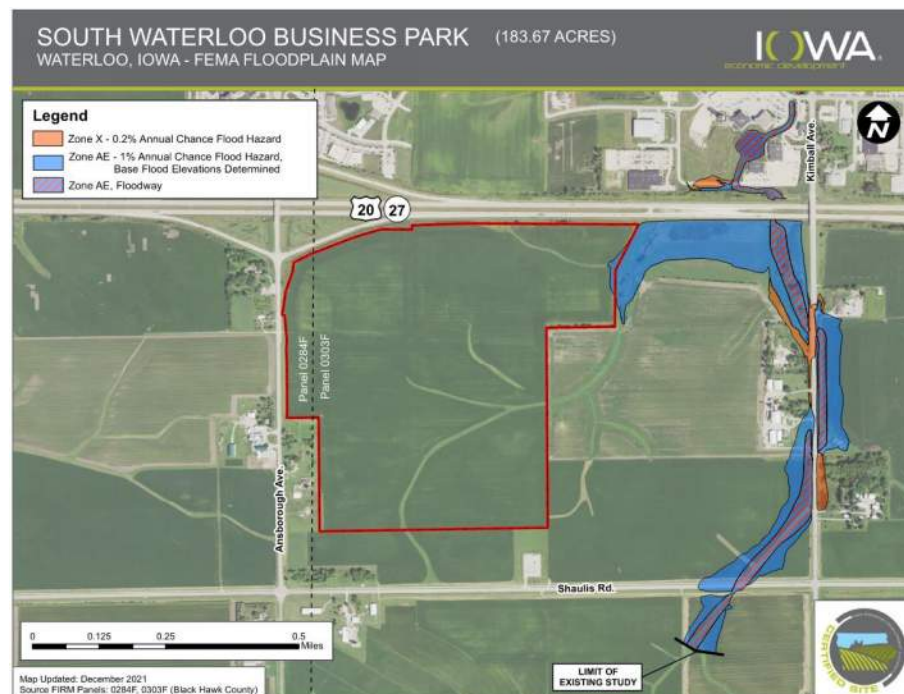 SOUTH WATERLOO BUSINESS PARK (183.67 ACRES)
WATERLOO, IOWA - FEMA FLOODPLAIN MAP
IOWA
economic development
Legend
Zone X - 0.2% Annual Chance Flood Hazard
Zone AE - 1% Annual Chance Flood Hazard,
Base Flood Elevations Determined
Zone AE, Floodway
N
Kimball Ave.
20 27
Panel 0284F
Panel 0303F
Ansborough Ave.
Shaulis Rd.
0 0.125 0.25 0.5
Miles
LIMIT OF
EXISTING STUDY
CERTIFIED SITE
Map Updated: December 2021
Source FIRM Panels: 0284F, 0303F (Black Hawk County)